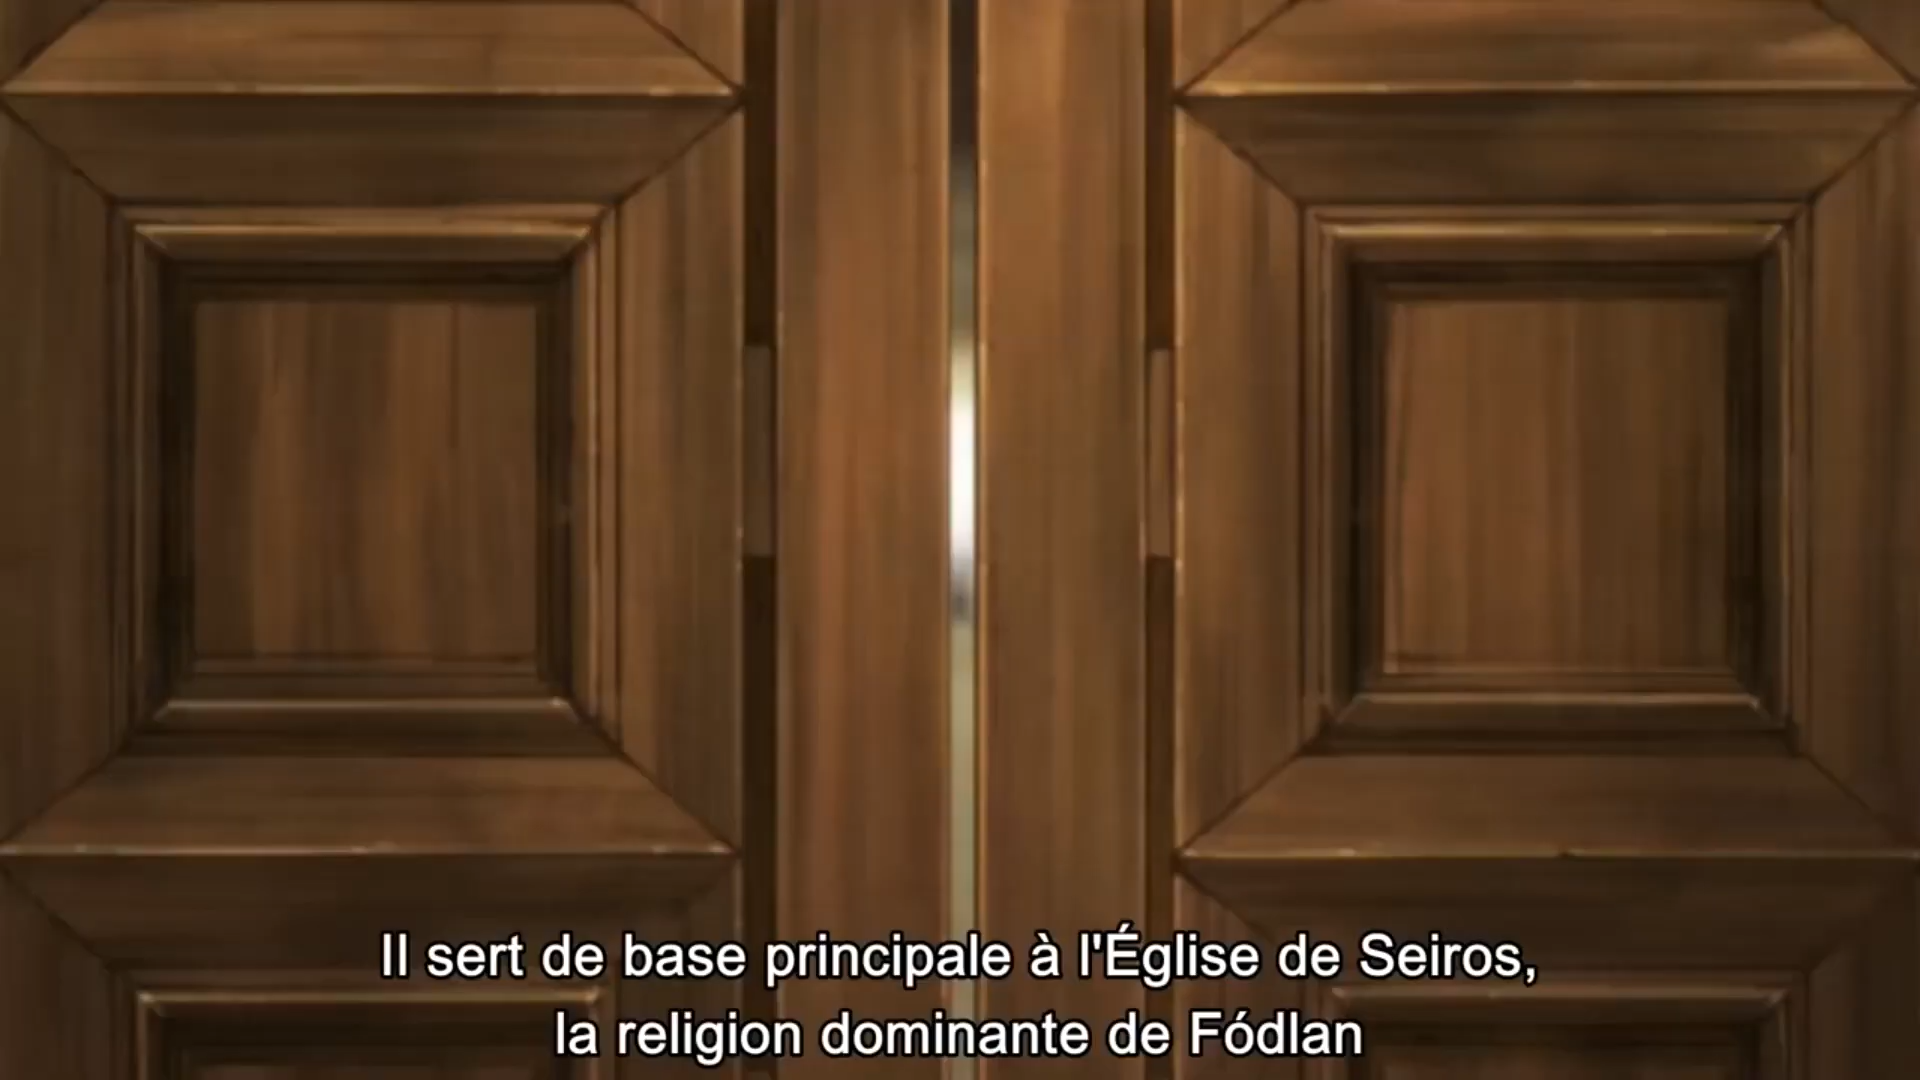 Il sert de base principale à l'Église de Seiros,
la religion dominante de Fódlan